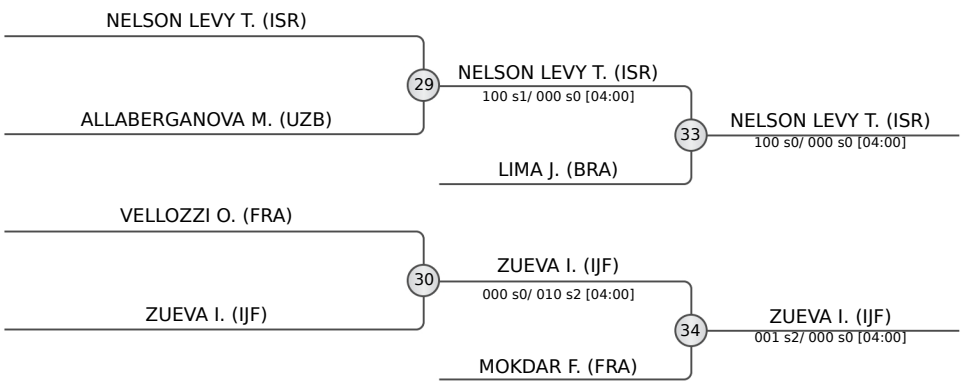 NELSON LEVY T. (ISR)
29
ALLABERGANOVA M. (UZB)
NELSON LEVY T. (ISR)
100 s1/ 000 s0 [04:00]
33
LIMA J. (BRA)
NELSON LEVY T. (ISR)
100 s0/ 000 s0 [04:00]
VELLOZZI O. (FRA)
30
ZUEVA I. (IJF)
ZUEVA I. (IJF)
000 s0/ 010 s2 [04:00]
34
MOKDAR F. (FRA)
ZUEVA I. (IJF)
001 s2/ 000 s0 [04:00]